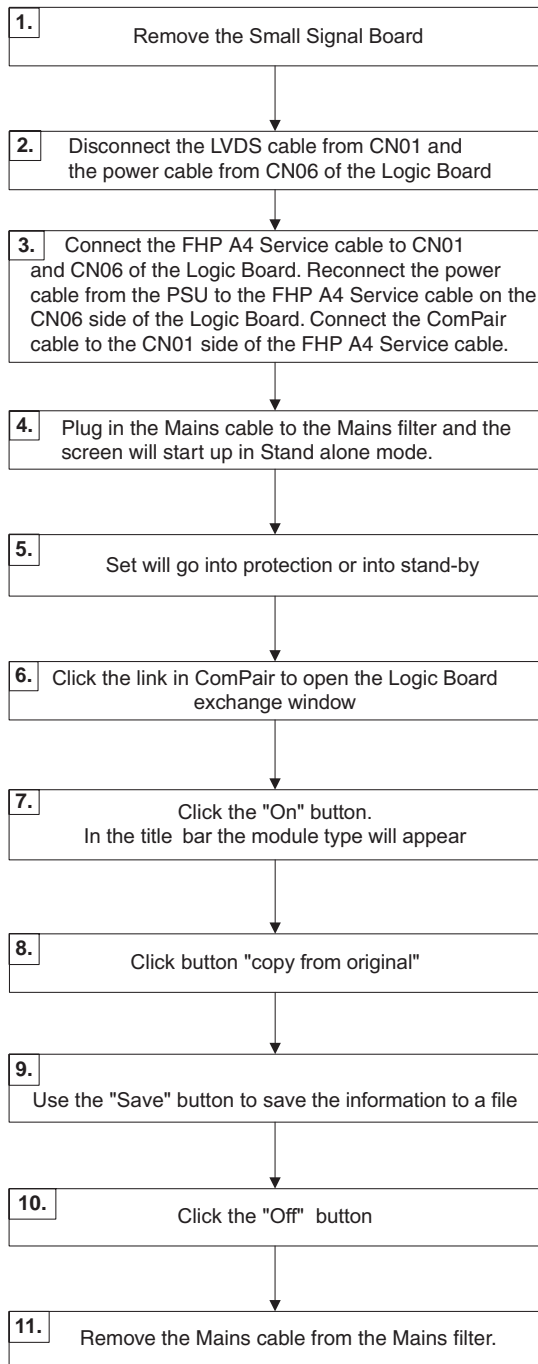 1.
Remove the Small Signal Board
2.
Disconnect the LVDS cable from CN01 and
the power cable from CN06 of the Logic Board
3.
Connect the FHP A4 Service cable to CN01
and CN06 of the Logic Board. Reconnect the power
cable from the PSU to the FHP A4 Service cable on the
CN06 side of the Logic Board. Connect the ComPair
cable to the CN01 side of the FHP A4 Service cable.
4.
Plug in the Mains cable to the Mains filter and the
screen will start up in Stand alone mode.
5.
Set will go into protection or into stand-by
6.
Click the link in ComPair to open the Logic Board
exchange window
7.
Click the "On" button.
In the title bar the module type will appear
8.
Click button "copy from original"
9.
Use the "Save" button to save the information to a file
10.
Click the "Off" button
11.
Remove the Mains cable from the Mains filter.